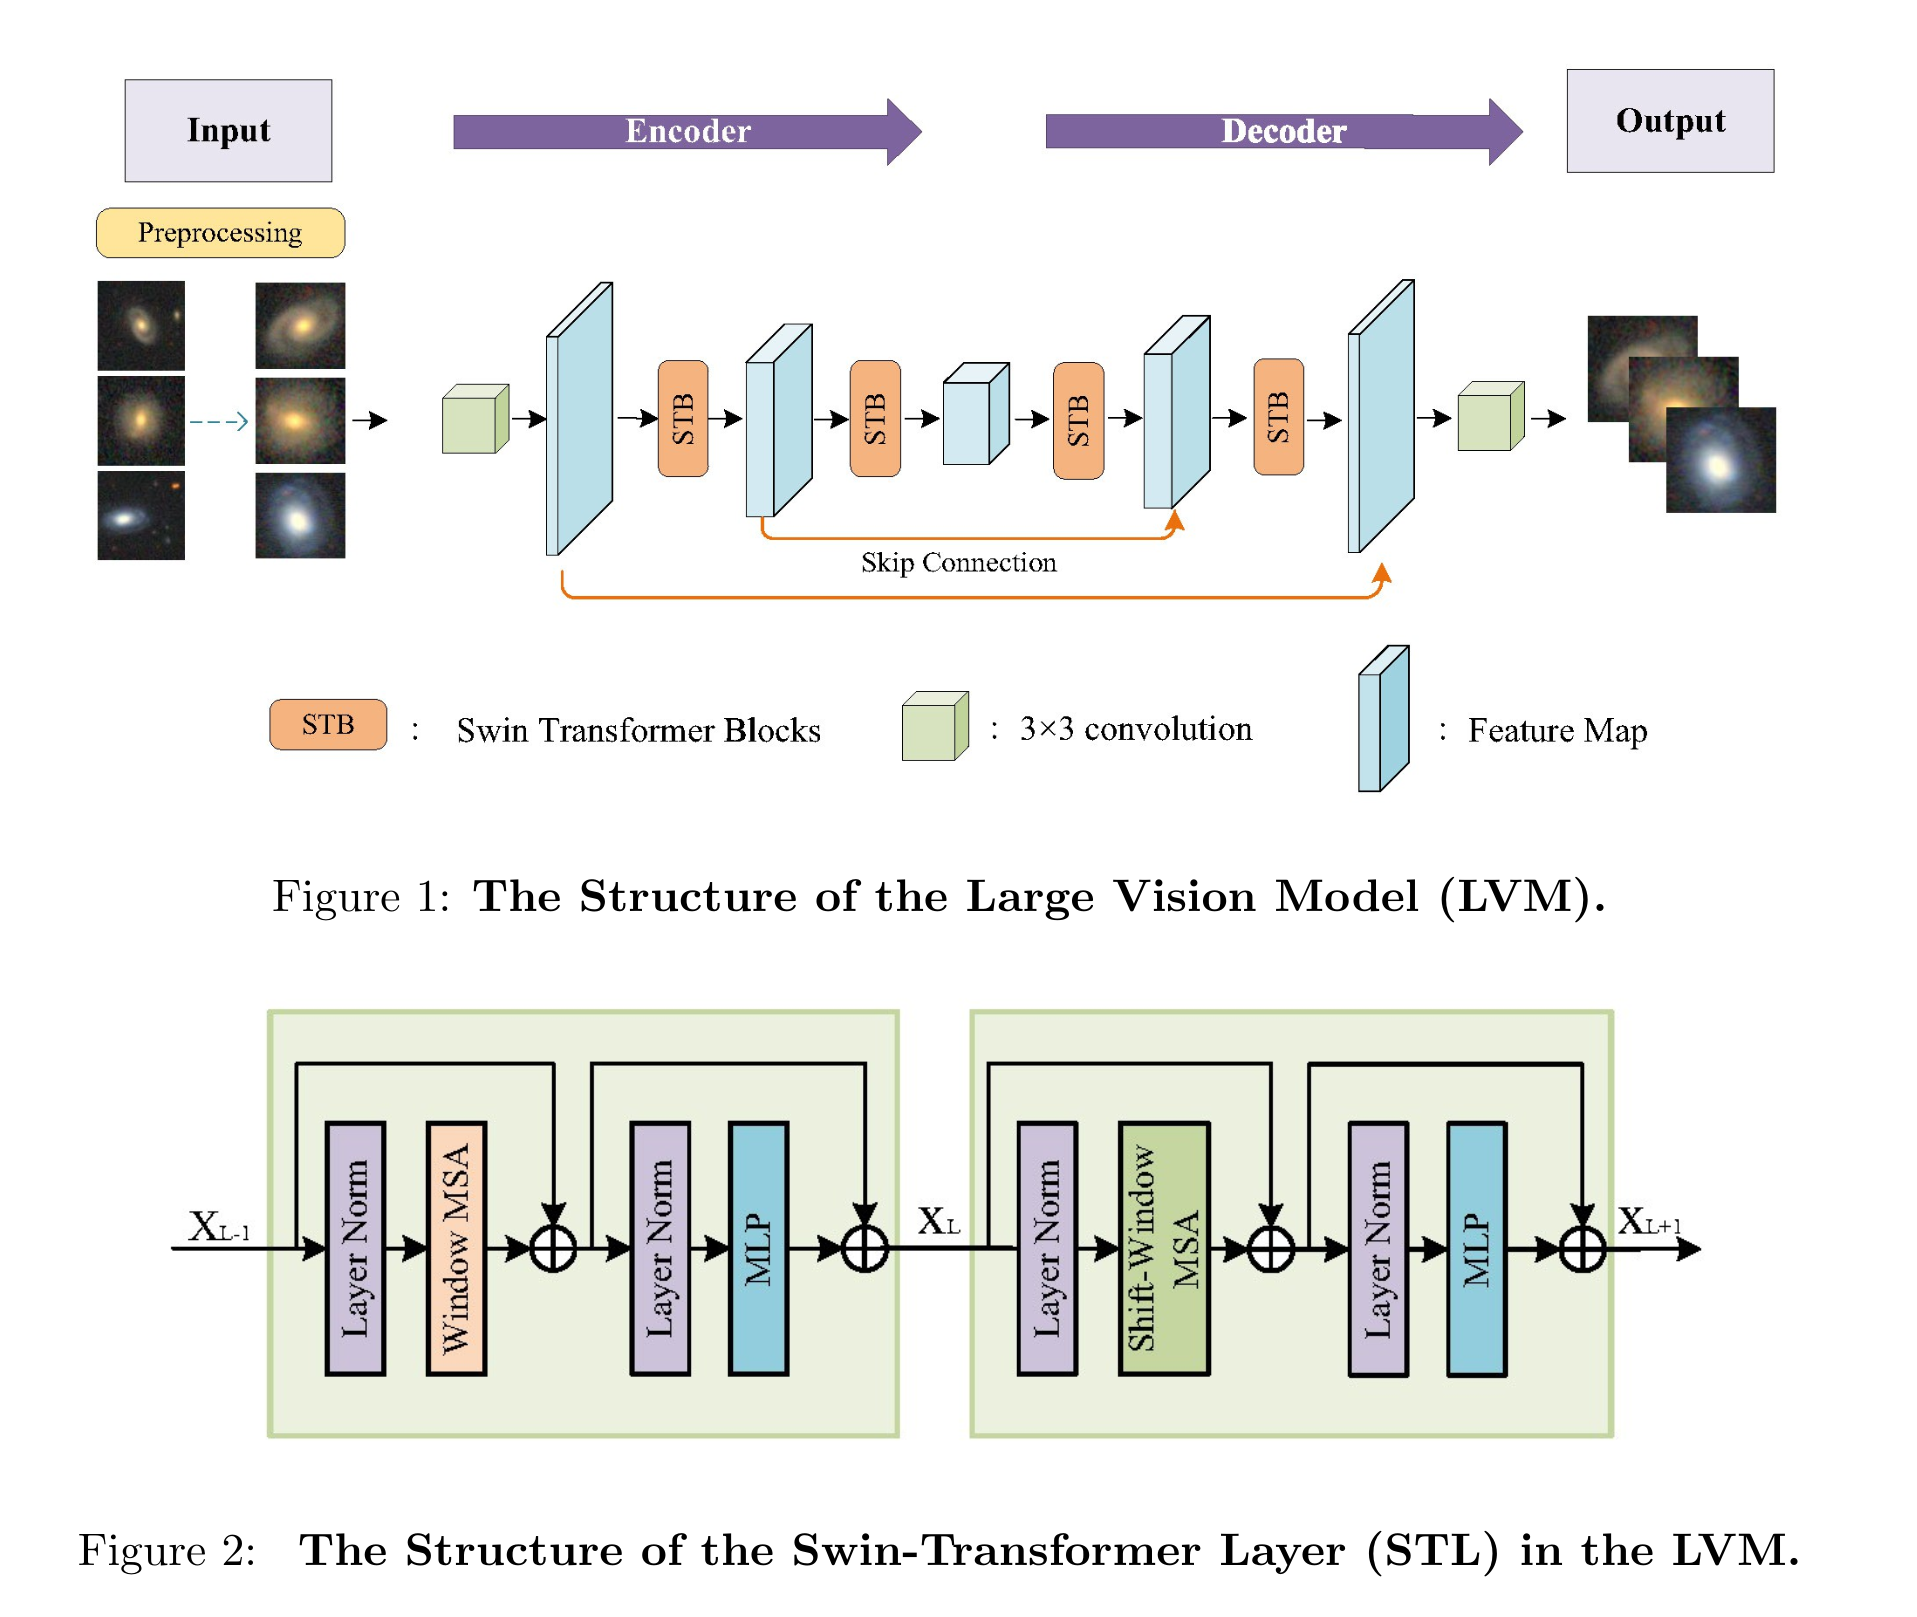 Input
Encoder
Decoder
Output
Preprocessing
STB
STB
STB
STB
Skip Connection
STB : Swin Transformer Blocks
: 3×3 convolution
: Feature Map
Figure 1: The Structure of the Large Vision Model (LVM).
X_{L-1}
Layer Norm
Window MSA
Layer Norm
MLP
X_L
Layer Norm
Shift-Window
MSA
Layer Norm
MLP
X_{L+1}
Figure 2: The Structure of the Swin-Transformer Layer (STL) in the LVM.